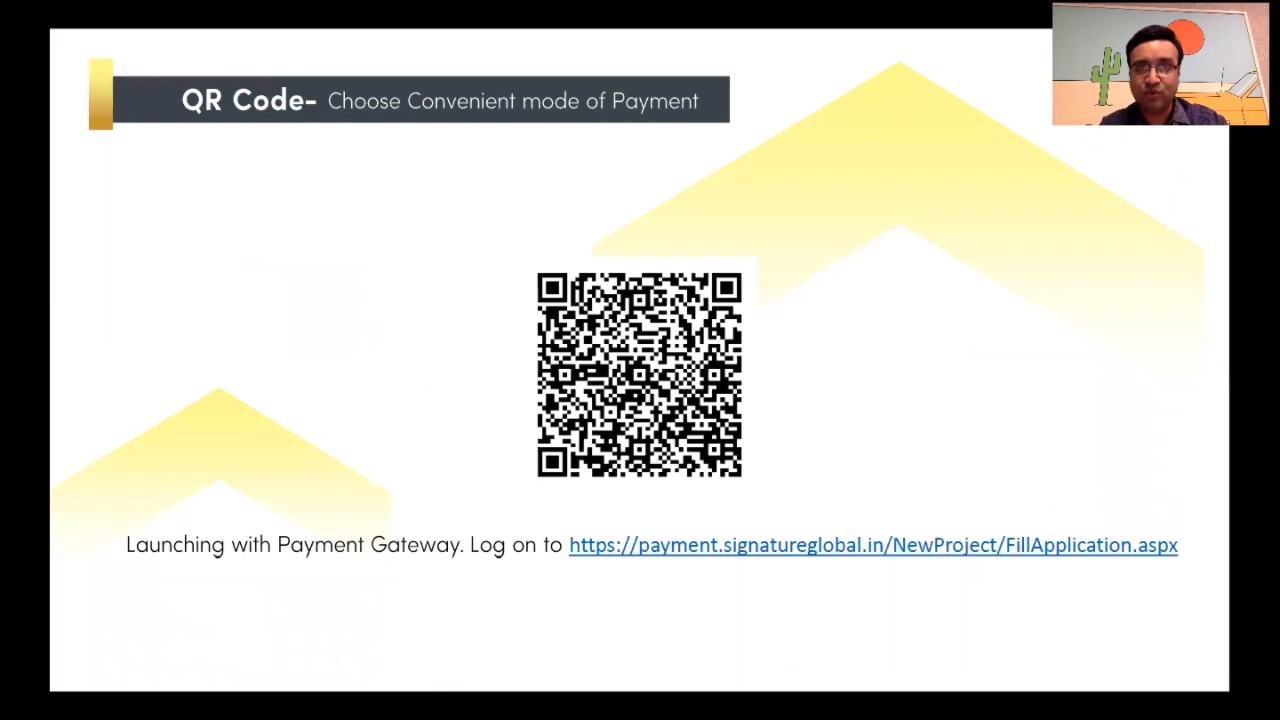 QR Code- Choose Convenient mode of Payment
Launching with Payment Gateway. Log on to https://payment.signatureglobal.in/NewProject/FillApplication.aspx